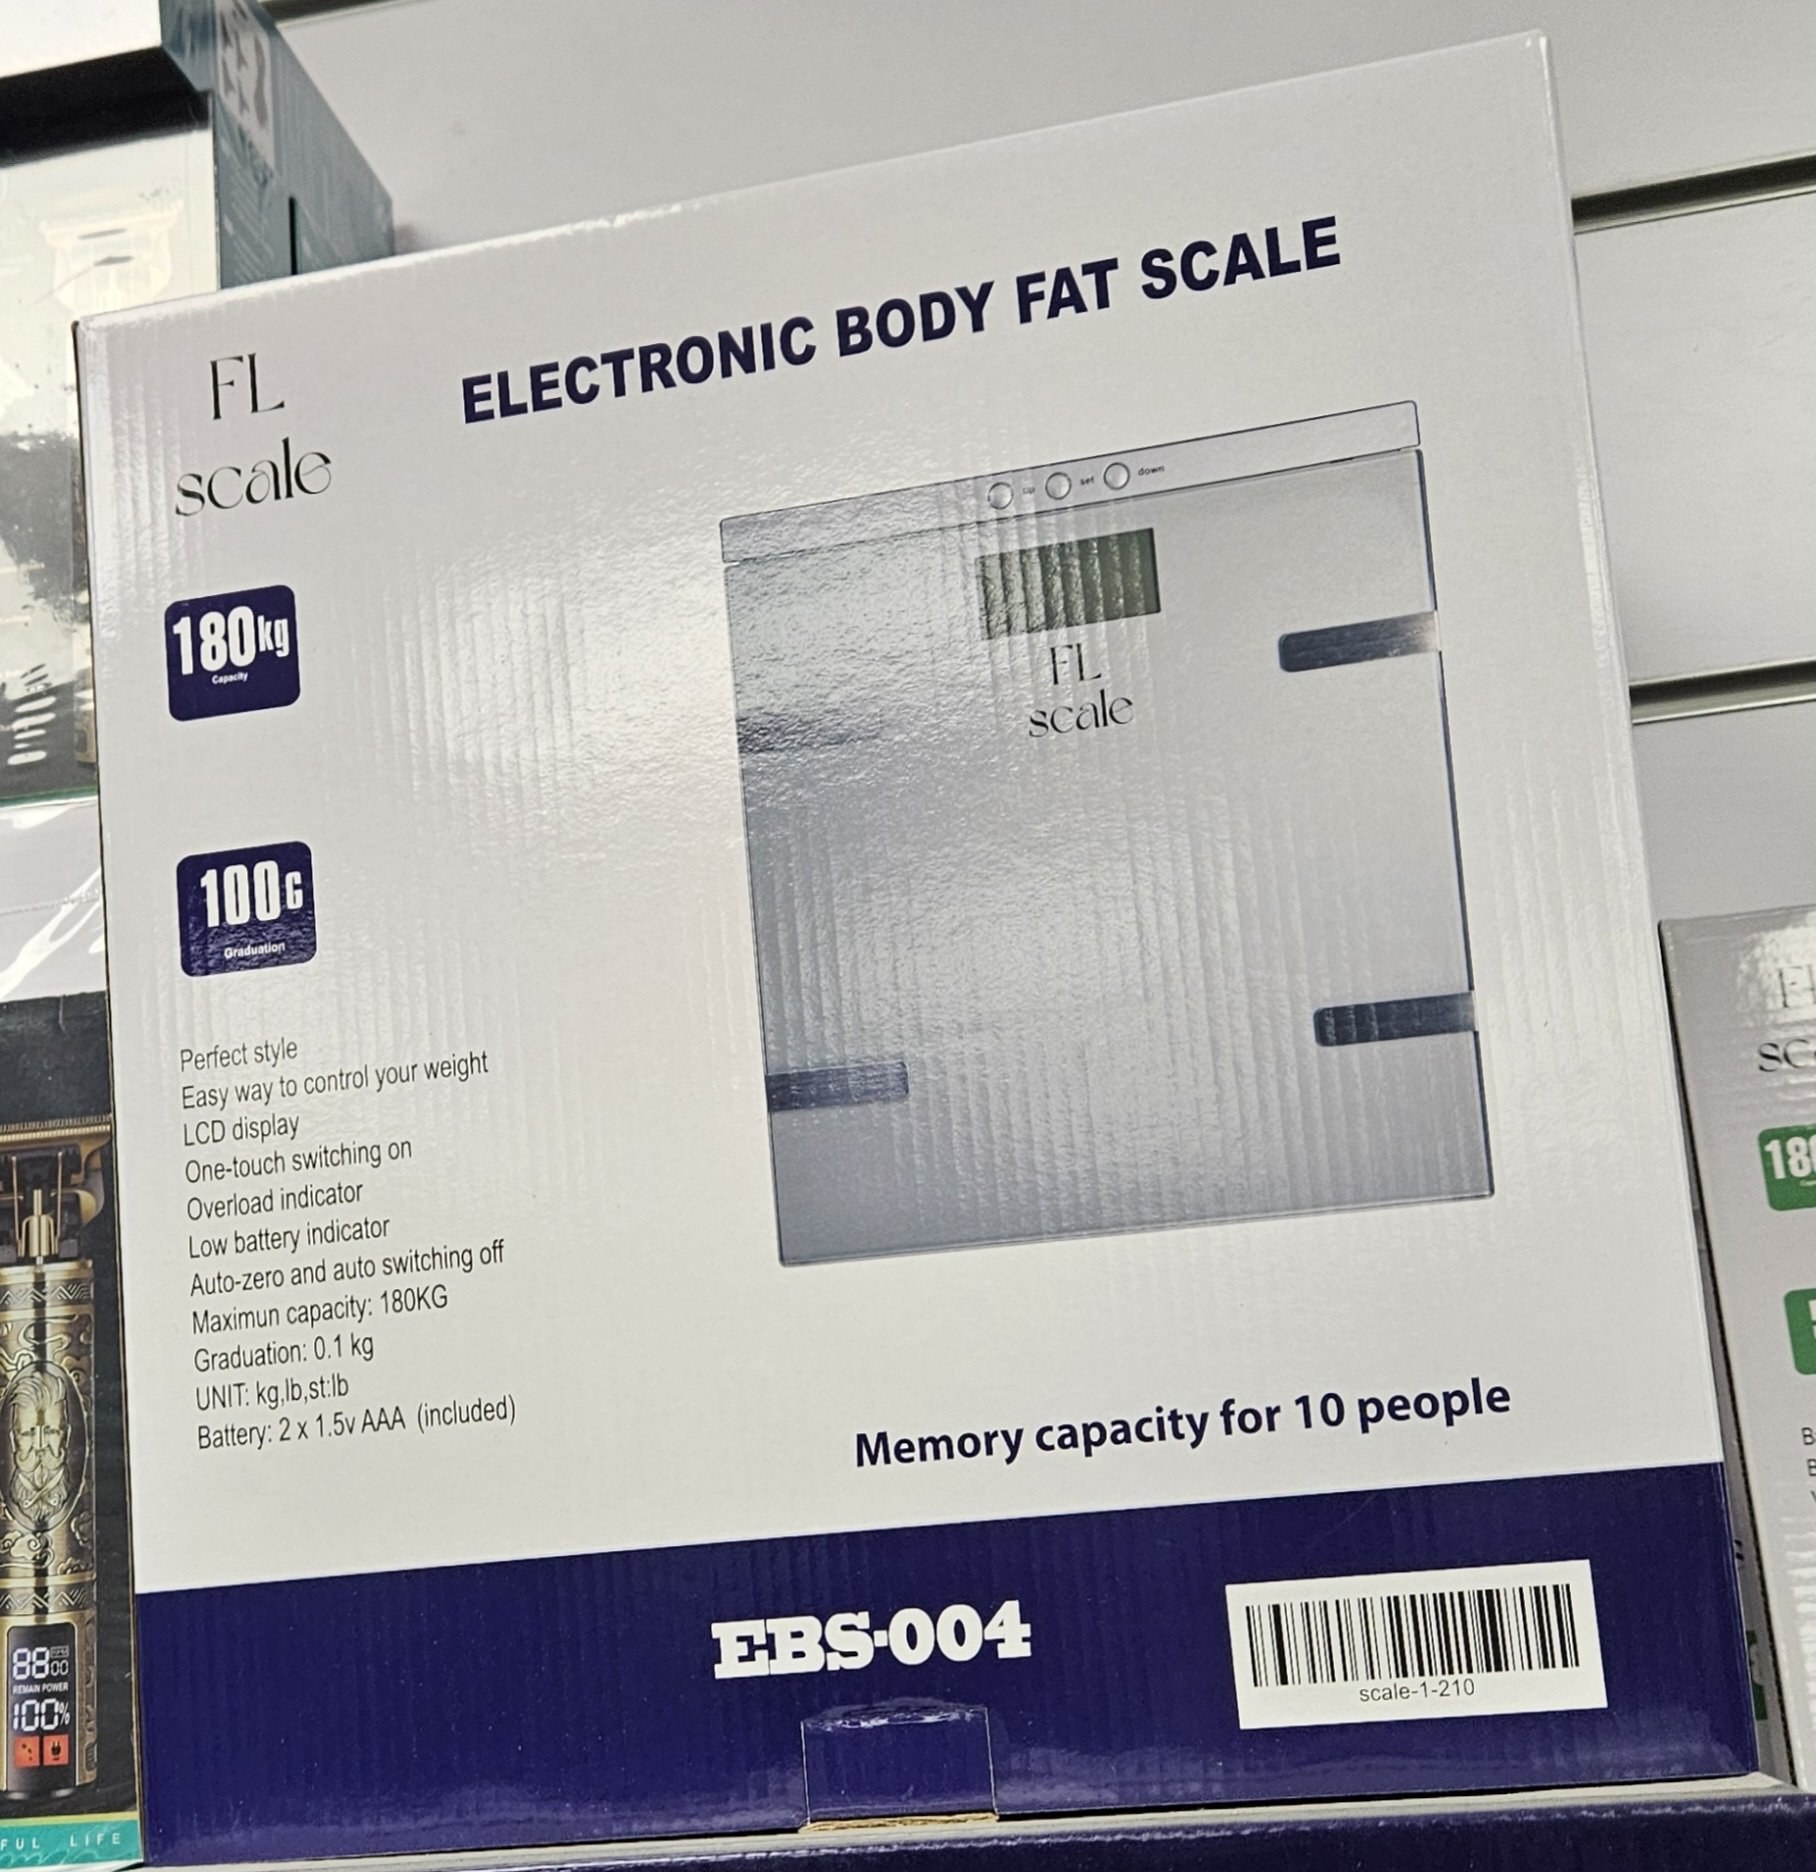 FL
scale
ELECTRONIC BODY FAT SCALE
180kg
Capacity
100G
Graduation
up set down
FL
scale
Perfect style
Easy way to control your weight
LCD display
One-touch switching on
Overload indicator
Low battery indicator
Auto-zero and auto switching off
Maximun capacity: 180KG
Graduation: 0.1 kg
UNIT: kg,lb,st:lb
Battery: 2 x 1.5v AAA (included)
Memory capacity for 10 people
EBS-004
scale-1-210
8800
REMAIN POWER
100%
FUL LIFE